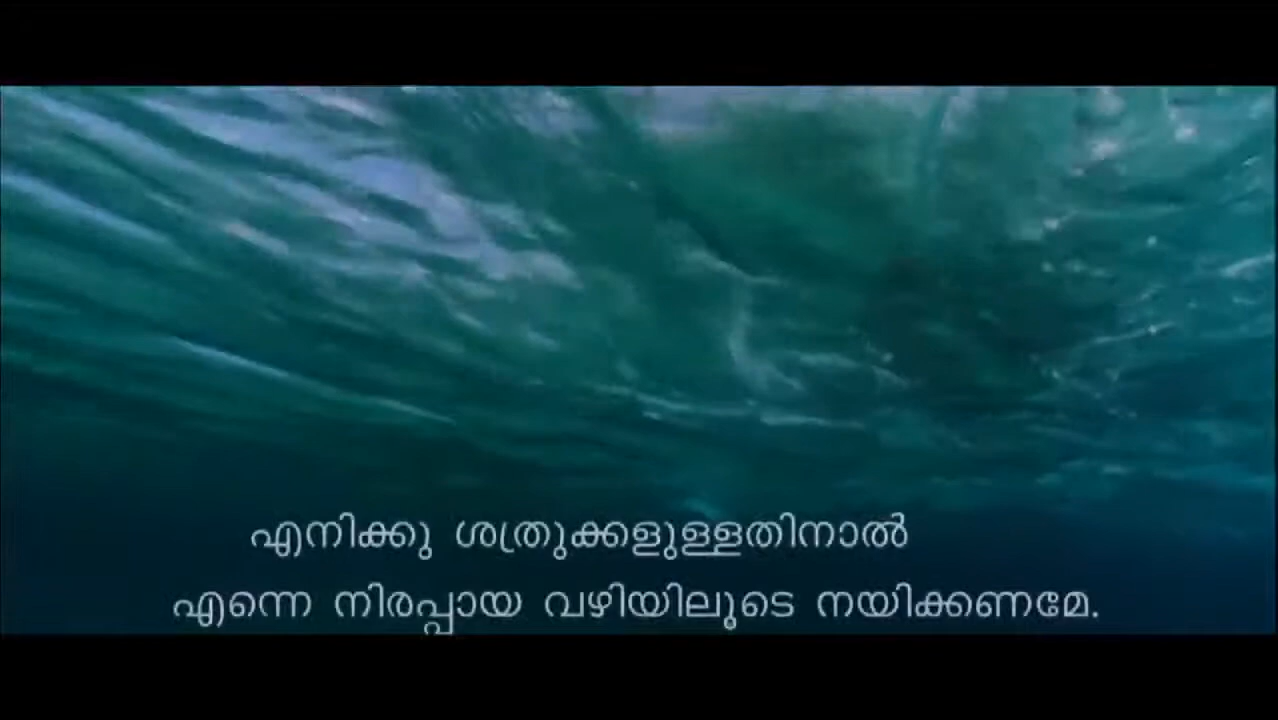 എനിക്കു ശത്രുക്കളുള്ളതിനാൽ
എന്നെ നിരപ്പായ വഴിയിലൂടെ നയിക്കണമേ.